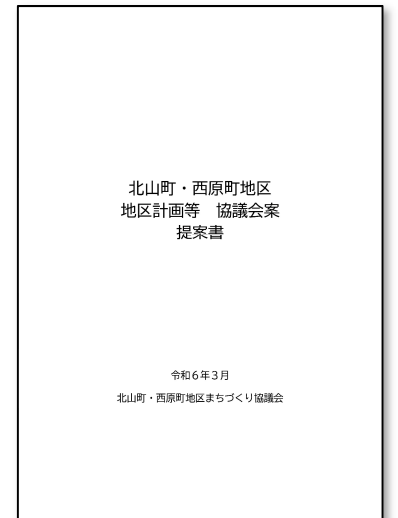 北山町・西原町地区
地区計画等　協議会案
提案書
令和６年３月
北山町・西原町地区まちづくり協議会